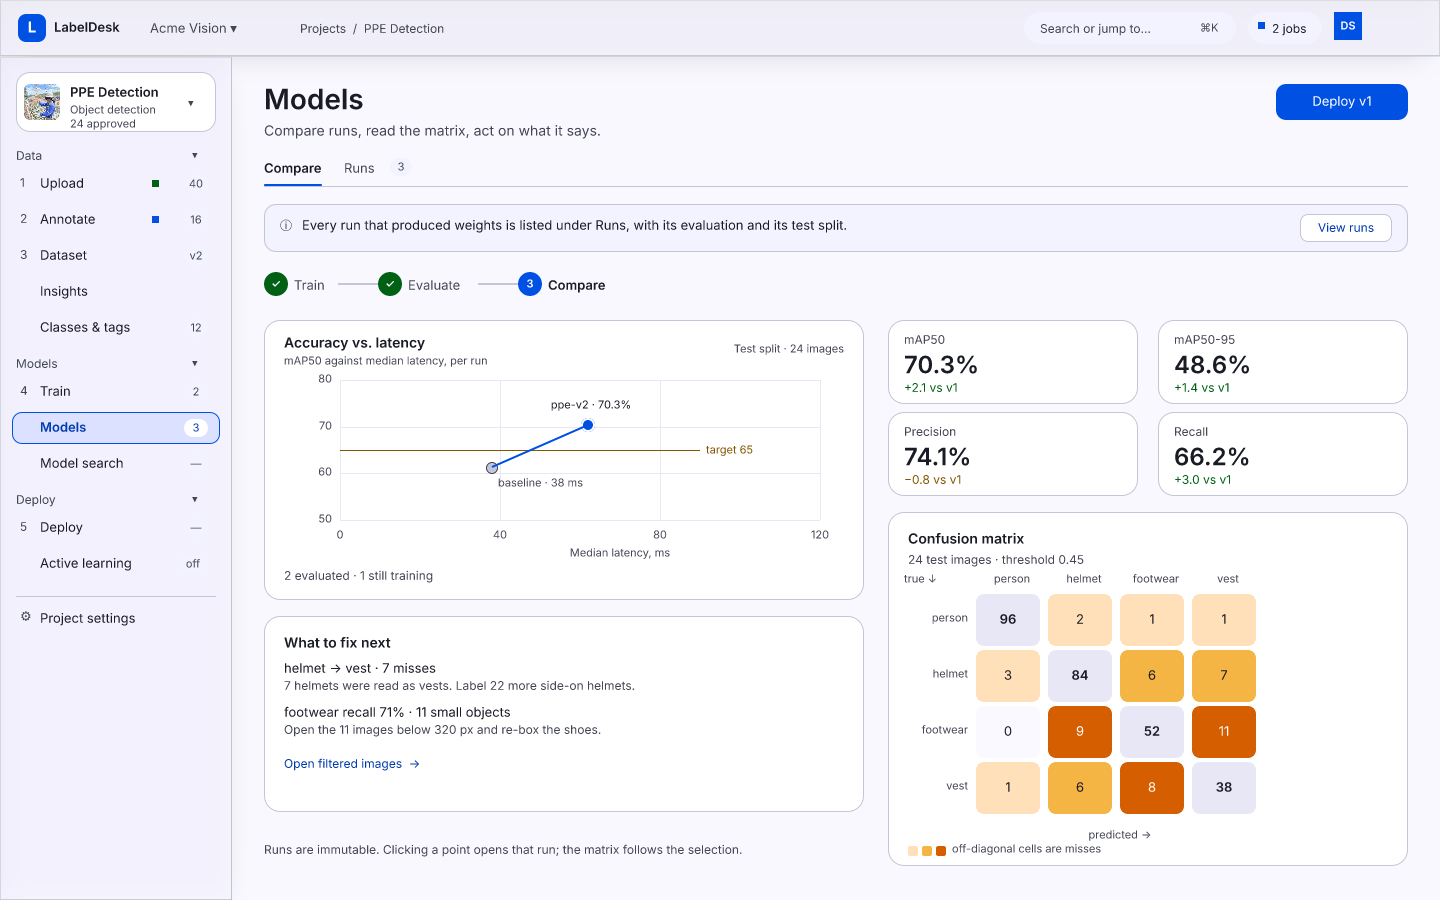 L LabelDesk
Acme Vision ▾
Projects / PPE Detection
Search or jump to... ⌘K
2 jobs
DS
PPE Detection
Object detection
24 approved
▾
Data ▾
1 Upload 40
2 Annotate 16
3 Dataset v2
Insights
Classes & tags 12
Models ▾
4 Train 2
Models 3
Model search —
Deploy ▾
5 Deploy —
Active learning off
⚙ Project settings
Models
Compare runs, read the matrix, act on what it says.
Deploy v1
Compare
Runs 3
ⓘ Every run that produced weights is listed under Runs, with its evaluation and its test split.
View runs
✓ Train
✓ Evaluate
3 Compare
Accuracy vs. latency
mAP50 against median latency, per run
Test split · 24 images
80
70
60
50
ppe-v2 · 70.3%
target 65
baseline · 38 ms
0 40 80 120
Median latency, ms
2 evaluated · 1 still training
What to fix next
helmet → vest · 7 misses
7 helmets were read as vests. Label 22 more side-on helmets.
footwear recall 71% · 11 small objects
Open the 11 images below 320 px and re-box the shoes.
Open filtered images →
Runs are immutable. Clicking a point opens that run; the matrix follows the selection.
mAP50
70.3%
+2.1 vs v1
mAP50-95
48.6%
+1.4 vs v1
Precision
74.1%
−0.8 vs v1
Recall
66.2%
+3.0 vs v1
Confusion matrix
24 test images · threshold 0.45
true ↓ person helmet footwear vest
person 96 2 1 1
helmet 3 84 6 7
footwear 0 9 52 11
vest 1 6 8 38
predicted →
off-diagonal cells are misses